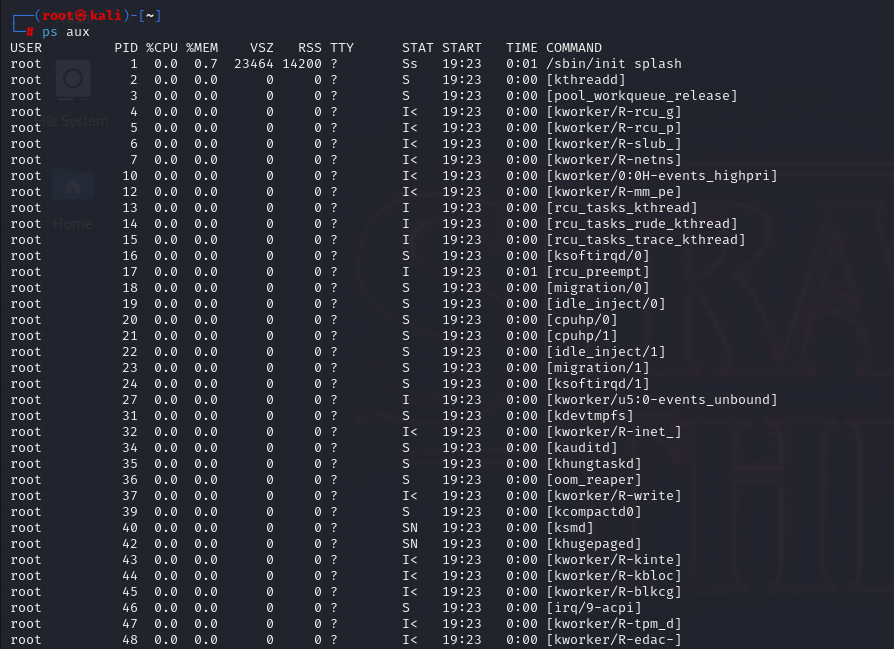 ┌──(root㉿kali)-[~]
└─# ps aux
USER PID %CPU %MEM VSZ RSS TTY STAT START TIME COMMAND
root 1 0.0 0.7 23464 14200 ? Ss 19:23 0:01 /sbin/init splash
root 2 0.0 0.0 0 0 ? S 19:23 0:00 [kthreadd]
root 3 0.0 0.0 0 0 ? S 19:23 0:00 [pool_workqueue_release]
root 4 0.0 0.0 0 0 ? I< 19:23 0:00 [kworker/R-rcu_g]
root 5 0.0 0.0 0 0 ? I< 19:23 0:00 [kworker/R-rcu_p]
root 6 0.0 0.0 0 0 ? I< 19:23 0:00 [kworker/R-slub_]
root 7 0.0 0.0 0 0 ? I< 19:23 0:00 [kworker/R-netns]
root 10 0.0 0.0 0 0 ? I< 19:23 0:00 [kworker/0:0H-events_highpri]
root 12 0.0 0.0 0 0 ? I< 19:23 0:00 [kworker/R-mm_pe]
root 13 0.0 0.0 0 0 ? I 19:23 0:00 [rcu_tasks_kthread]
root 14 0.0 0.0 0 0 ? I 19:23 0:00 [rcu_tasks_rude_kthread]
root 15 0.0 0.0 0 0 ? I 19:23 0:00 [rcu_tasks_trace_kthread]
root 16 0.0 0.0 0 0 ? S 19:23 0:00 [ksoftirqd/0]
root 17 0.0 0.0 0 0 ? I 19:23 0:01 [rcu_preempt]
root 18 0.0 0.0 0 0 ? S 19:23 0:00 [migration/0]
root 19 0.0 0.0 0 0 ? S 19:23 0:00 [idle_inject/0]
root 20 0.0 0.0 0 0 ? S 19:23 0:00 [cpuhp/0]
root 21 0.0 0.0 0 0 ? S 19:23 0:00 [cpuhp/1]
root 22 0.0 0.0 0 0 ? S 19:23 0:00 [idle_inject/1]
root 23 0.0 0.0 0 0 ? S 19:23 0:00 [migration/1]
root 24 0.0 0.0 0 0 ? S 19:23 0:00 [ksoftirqd/1]
root 27 0.0 0.0 0 0 ? I 19:23 0:00 [kworker/u5:0-events_unbound]
root 31 0.0 0.0 0 0 ? S 19:23 0:00 [kdevtmpfs]
root 32 0.0 0.0 0 0 ? I< 19:23 0:00 [kworker/R-inet_]
root 34 0.0 0.0 0 0 ? S 19:23 0:00 [kauditd]
root 35 0.0 0.0 0 0 ? S 19:23 0:00 [khungtaskd]
root 36 0.0 0.0 0 0 ? S 19:23 0:00 [oom_reaper]
root 37 0.0 0.0 0 0 ? I< 19:23 0:00 [kworker/R-write]
root 39 0.0 0.0 0 0 ? S 19:23 0:00 [kcompactd0]
root 40 0.0 0.0 0 0 ? SN 19:23 0:00 [ksmd]
root 42 0.0 0.0 0 0 ? SN 19:23 0:00 [khugepaged]
root 43 0.0 0.0 0 0 ? I< 19:23 0:00 [kworker/R-kinte]
root 44 0.0 0.0 0 0 ? I< 19:23 0:00 [kworker/R-kbloc]
root 45 0.0 0.0 0 0 ? I< 19:23 0:00 [kworker/R-blkcg]
root 46 0.0 0.0 0 0 ? S 19:23 0:00 [irq/9-acpi]
root 47 0.0 0.0 0 0 ? I< 19:23 0:00 [kworker/R-tpm_d]
root 48 0.0 0.0 0 0 ? I< 19:23 0:00 [kworker/R-edac-]
File System
Home